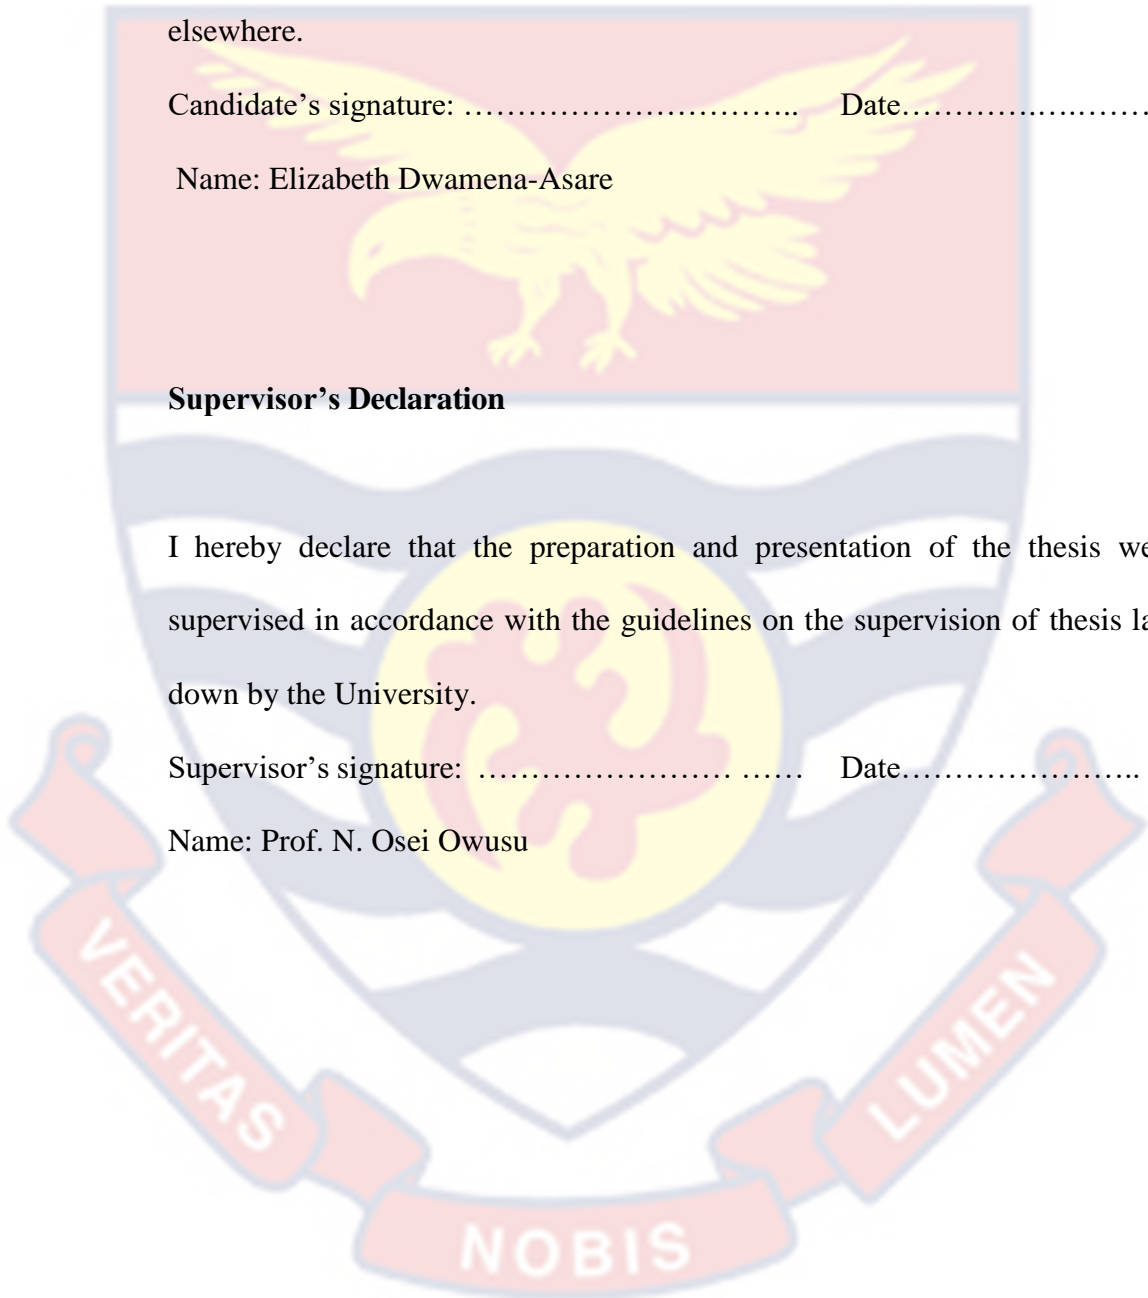 elsewhere.
Candidate’s signature: ………………………….. Date………….….……
Name: Elizabeth Dwamena-Asare
Supervisor’s Declaration
I hereby declare that the preparation and presentation of the thesis we
supervised in accordance with the guidelines on the supervision of thesis la
down by the University.
Supervisor’s signature: …………………… …… Date…………………..
Name: Prof. N. Osei Owusu
VERITAS
NOBIS
LUMEN